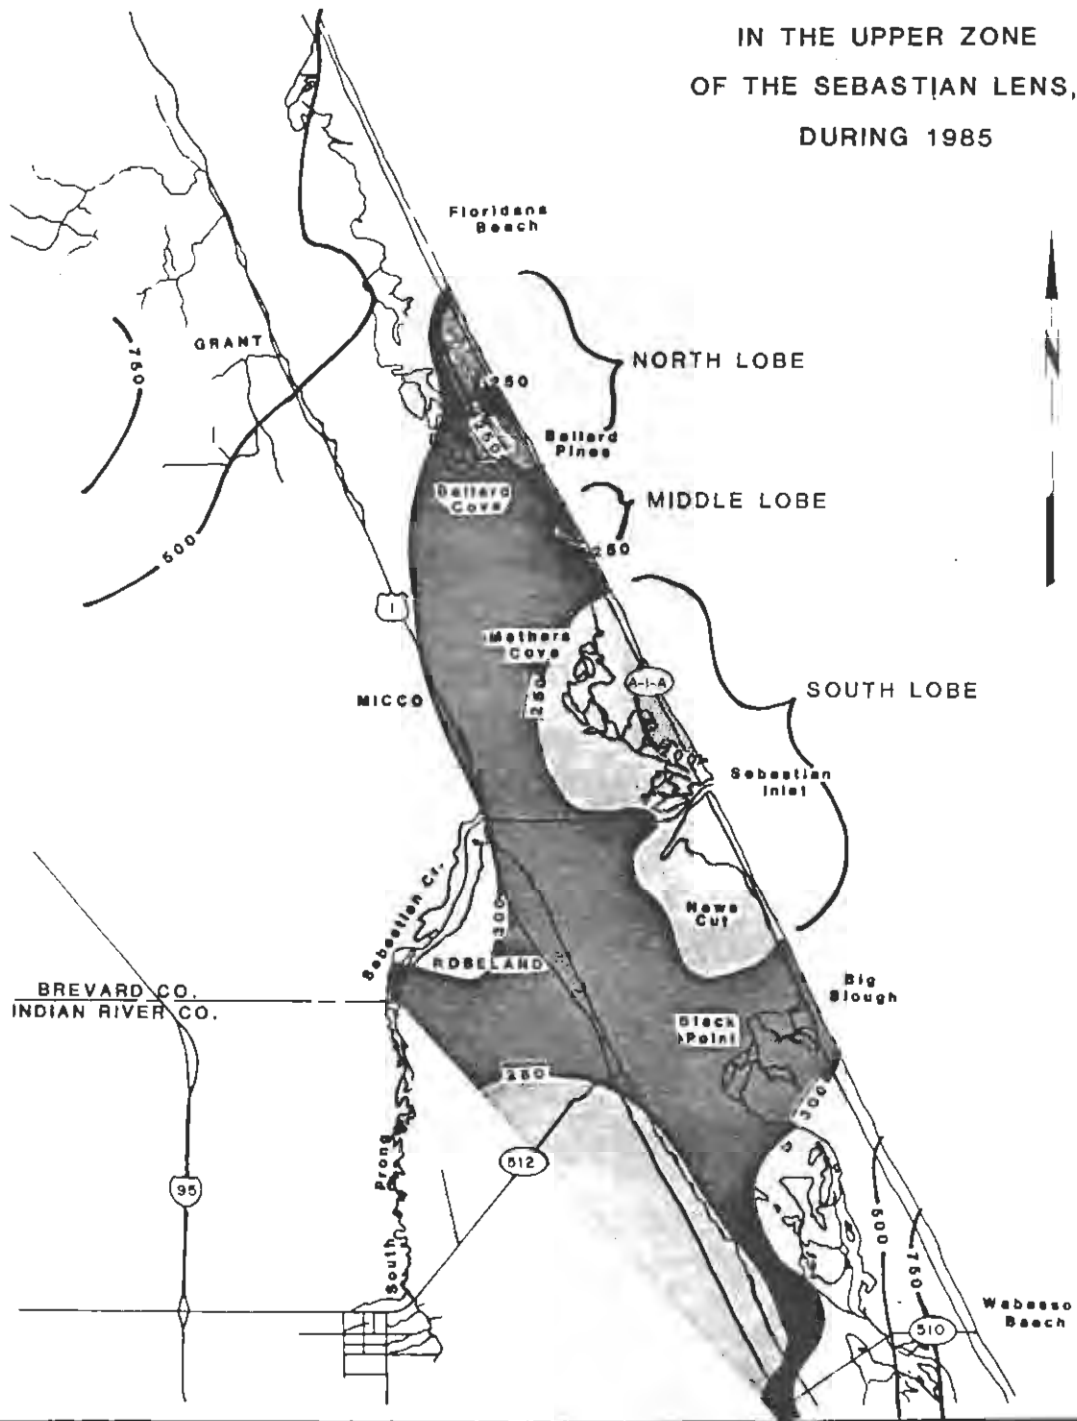 IN THE UPPER ZONE
OF THE SEBASTIAN LENS,
DURING 1985
Floridana
Beach
N
750
GRANT
NORTH LOBE
250
250
Ballard
Pines
Ballard
Cove
MIDDLE LOBE
500
250
1
Mathers
Cove
250
A-1-A
SOUTH LOBE
MICCO
200
Sebastian
Inlet
Sebastian Cr.
300
Haws
Cut
ROSELAND
BREVARD CO.
INDIAN RIVER CO.
Big
Slough
Black
Point
250
300
512
95
South Prong
500
750
Wabasso
Beach
510